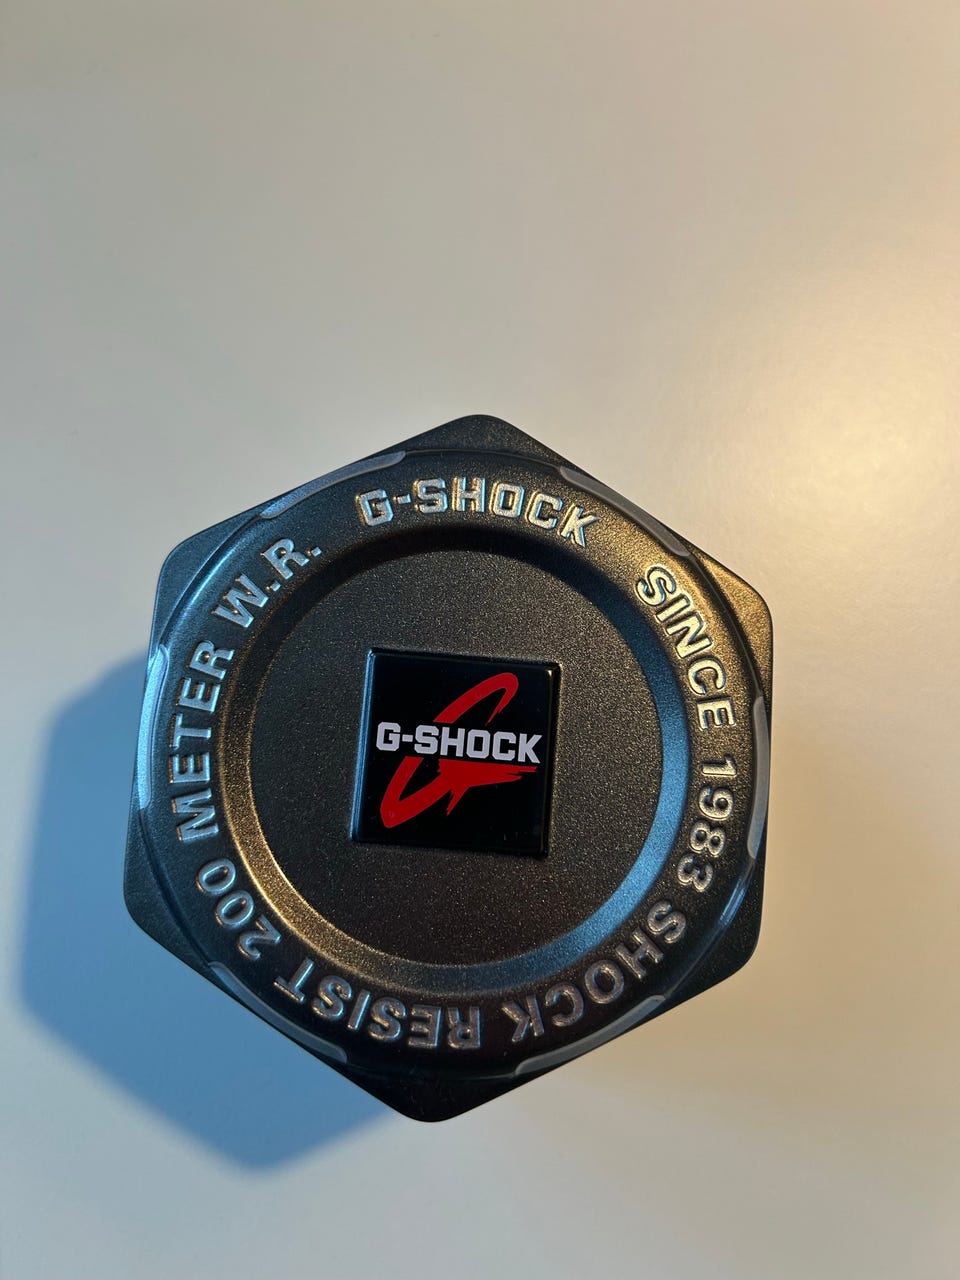 G-SHOCK SINCE 1983 SHOCK RESIST 200 METER W.R.
G-SHOCK